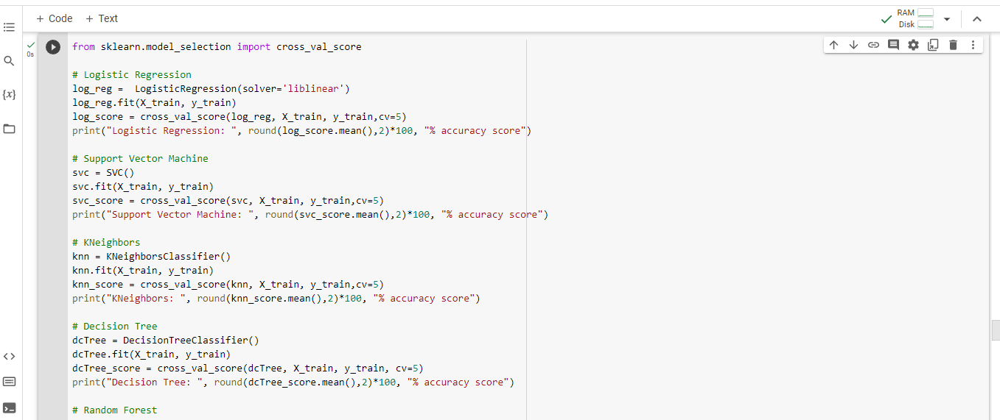 + Code + Text
RAM
Disk
{x}
0s
from sklearn.model_selection import cross_val_score
# Logistic Regression
log_reg =  LogisticRegression(solver='liblinear')
log_reg.fit(X_train, y_train)
log_score = cross_val_score(log_reg, X_train, y_train,cv=5)
print("Logistic Regression: ", round(log_score.mean(),2)*100, "% accuracy score")
# Support Vector Machine
svc = SVC()
svc.fit(X_train, y_train)
svc_score = cross_val_score(svc, X_train, y_train,cv=5)
print("Support Vector Machine: ", round(svc_score.mean(),2)*100, "% accuracy score")
# KNeighbors
knn = KNeighborsClassifier()
knn.fit(X_train, y_train)
knn_score = cross_val_score(knn, X_train, y_train,cv=5)
print("KNeighbors: ", round(knn_score.mean(),2)*100, "% accuracy score")
# Decision Tree
dcTree = DecisionTreeClassifier()
dcTree.fit(X_train, y_train)
dcTree_score = cross_val_score(dcTree, X_train, y_train, cv=5)
print("Decision Tree: ", round(dcTree_score.mean(),2)*100, "% accuracy score")
# Random Forest